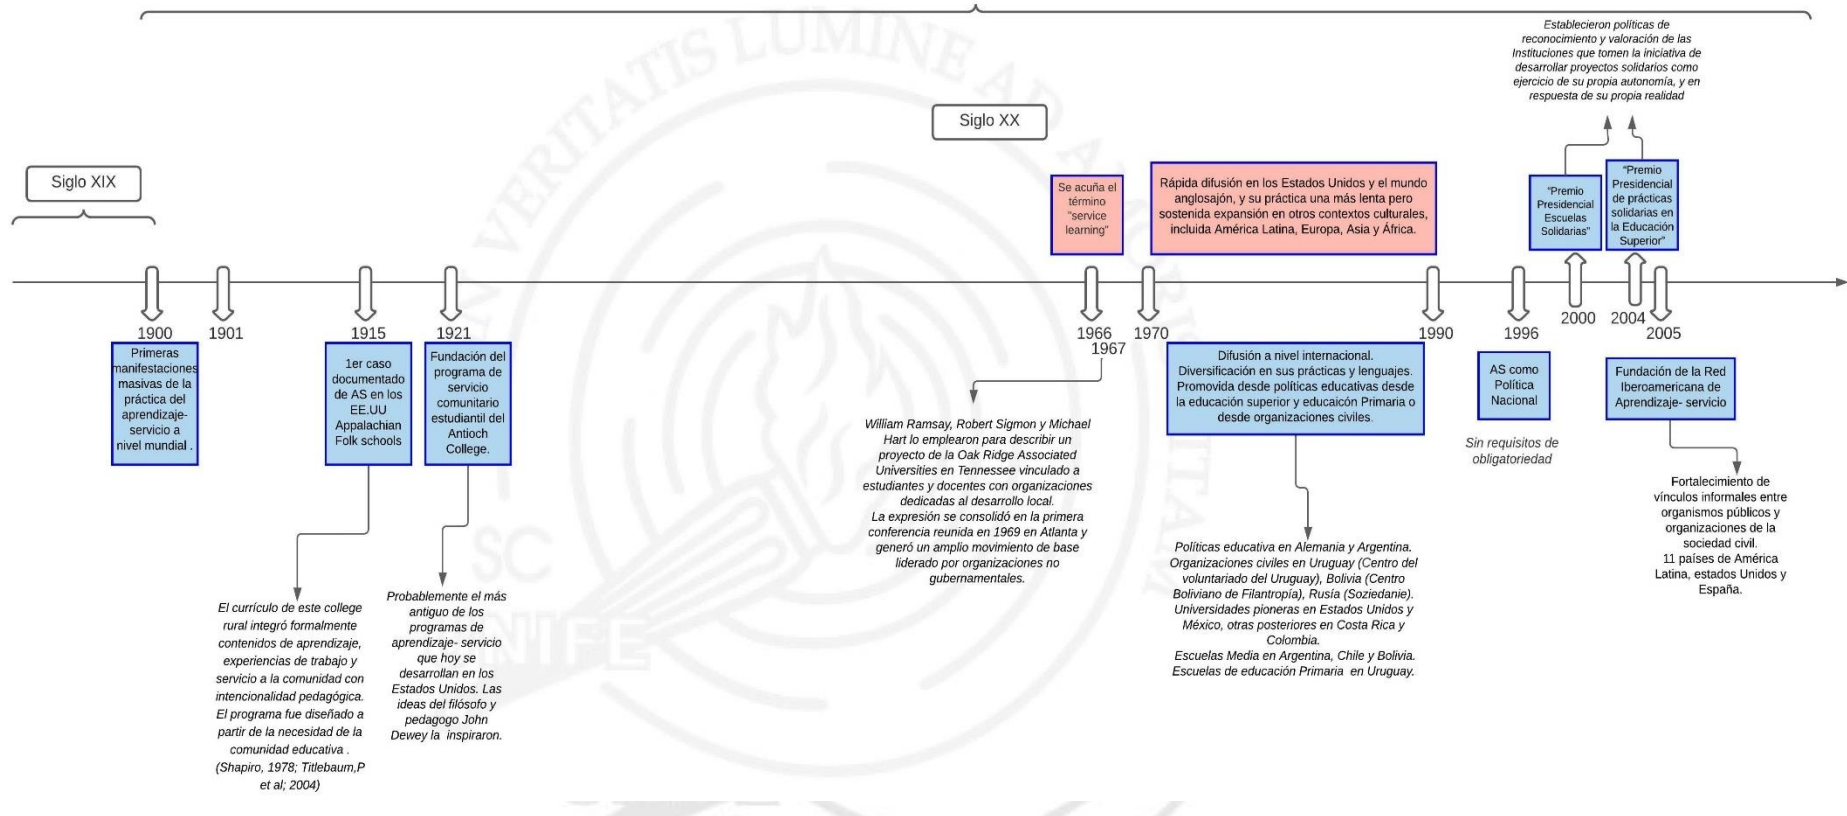 Establecieron políticas de
reconocimiento y valoración de las
Instituciones que tomen la iniciativa de
desarrollar proyectos solidarios como
ejercicio de su propia autonomía, y en
respuesta de su propia realidad
Siglo XX
Siglo XIX
Se acuña el
término
"service
learning"
Rápida difusión en los Estados Unidos y el mundo
anglosajón, y su práctica una más lenta pero
sostenida expansión en otros contextos culturales,
incluida América Latina, Europa, Asia y África.
"Premio
Presidencial
Escuelas
Solidarias"
"Premio
Presidencial
de prácticas
solidarias en
la Educación
Superior"
1900
1901
1915
1921
1966
1967
1970
1990
1996
2000
2004
2005
Primeras
manifestaciones
masivas de la
práctica del
aprendizaje-
servicio a
nivel mundial .
1er caso
documentado
de AS en los
EE.UU
Appalachian
Folk schools
Fundación del
programa de
servicio
comunitario
estudiantil del
Antioch
College.
Difusión a nivel internacional.
Diversificación en sus prácticas y lenguajes.
Promovida desde políticas educativas desde
la educación superior y educaicón Primaria o
desde organizaciones civiles.
AS como
Política
Nacional
Sin requisitos de
obligatoriedad
Fundación de la Red
Iberoamericana de
Aprendizaje- servicio
El currículo de este college
rural integró formalmente
contenidos de aprendizaje,
experiencias de trabajo y
servicio a la comunidad con
intencionalidad pedagógica.
El programa fue diseñado a
partir de la necesidad de la
comunidad educativa .
(Shapiro, 1978; Titlebaum,P
et al; 2004)
Probablemente el más
antiguo de los
programas de
aprendizaje- servicio
que hoy se
desarrollan en los
Estados Unidos. Las
ideas del filósofo y
pedagogo John
Dewey la  inspiraron.
William Ramsay, Robert Sigmon y Michael
Hart lo emplearon para describir un
proyecto de la Oak Ridge Associated
Universities en Tennessee vinculado a
estudiantes y docentes con organizaciones
dedicadas al desarrollo local.
La expresión se consolidó en la primera
conferencia reunida en 1969 en Atlanta y
generó un amplio movimiento de base
liderado por organizaciones no
gubernamentales.
Políticas educativa en Alemania y Argentina.
Organizaciones civiles en Uruguay (Centro del
voluntariado del Uruguay), Bolivia (Centro
Boliviano de Filantropía), Rusía (Soziedanie).
Universidades pioneras en Estados Unidos y
México, otras posteriores en Costa Rica y
Colombia.
Escuelas Media en Argentina, Chile y Bolivia.
Escuelas de educación Primaria  en Uruguay.
Fortalecimiento de
vínculos informales entre
organismos públicos y
organizaciones de la
sociedad civil.
11 países de América
Latina, estados Unidos y
España.
IN VERITATIS LUMINE AD AMORIS VITAM
SC
UNIFE